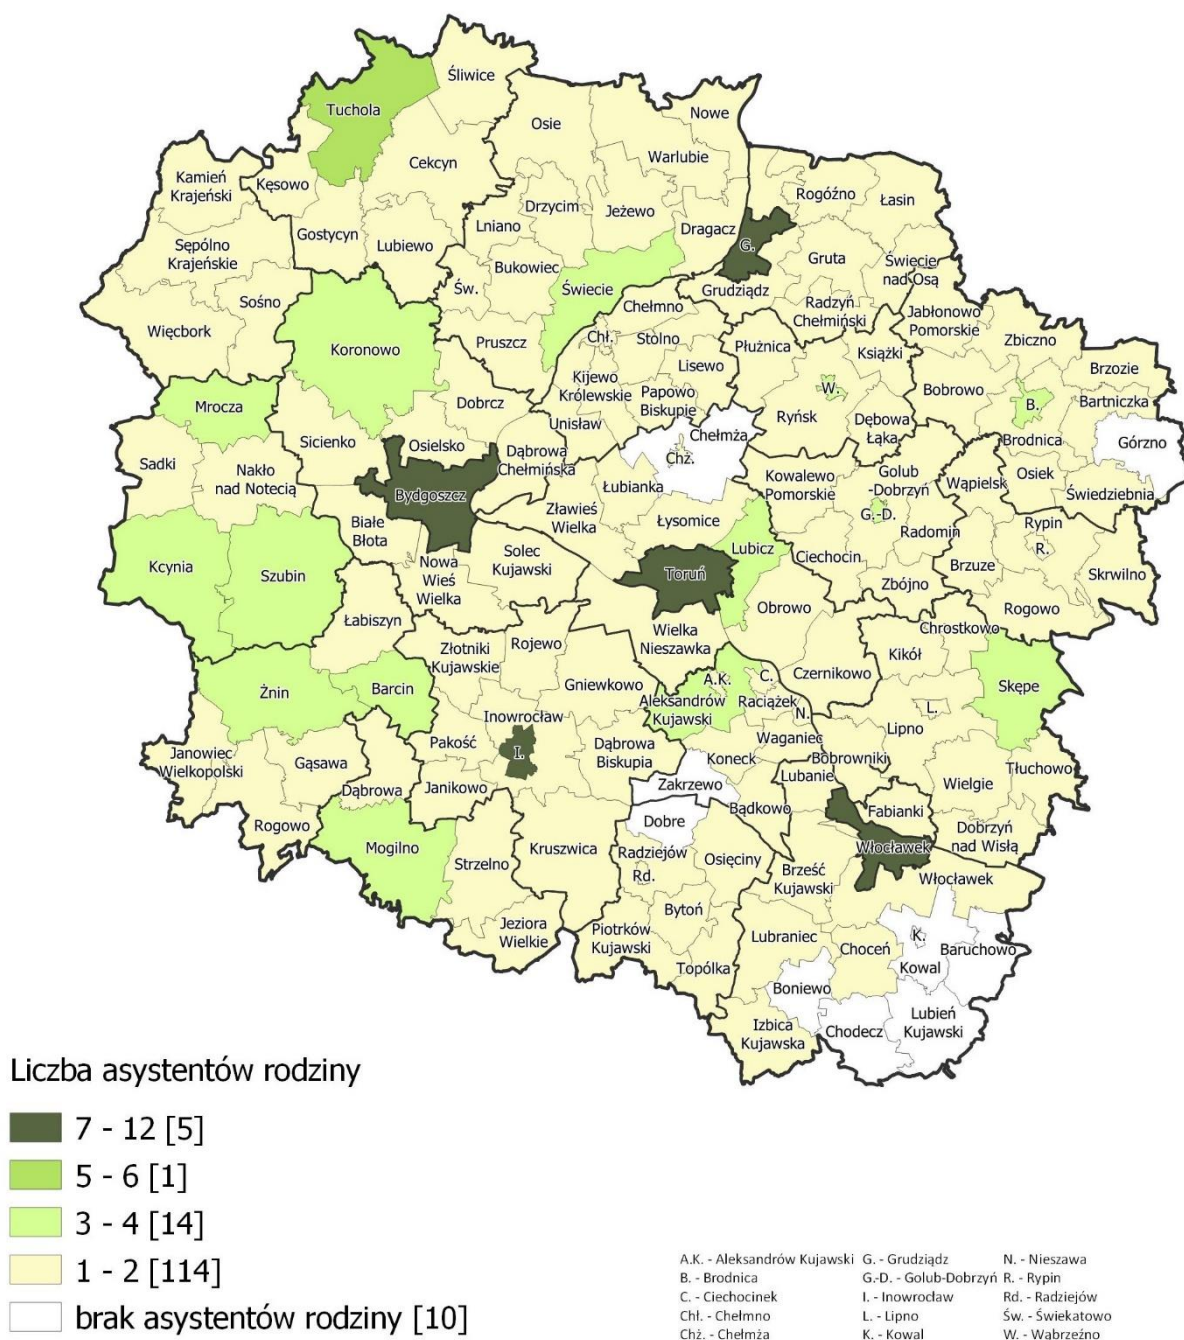 Śliwice
Tuchola
Nowe
Osie
Warlubie
Cekcyn
Kamień
Krajeński
Kęsowo
Rogóźno
Łasin
Drzycim
Jeżewo
Lniano
Dragacz
Gostycyn
Lubiewo
G.
Sępólno
Krajeńskie
Bukowiec
Gruta
Świecie
nad Osą
Św.
Świecie
Grudziądz
Sośno
Radzyń
Chełmiński
Chełmno
Jabłonowo
Pomorskie
Więcbork
Koronowo
Pruszcz
Chł.
Stolno
Płużnica
Książki
Zbiczno
Lisewo
Brzozie
Kijewo
Królewskie
W.
Bobrowo
Mrocza
Dobrcz
Papowo
Biskupie
Ryńsk
B.
Bartniczka
Unisław
Dębowa
Łąka
Sicienko
Osielsko
Chełmża
Brodnica
Górzno
Dąbrowa
Chełmińska
Chż.
Sadki
Nakło
nad Notecią
Kowalewo
Pomorskie
Golub
-Dobrzyń
Wąpielsk
Osiek
Świedziebnia
Bydgoszcz
Łubianka
Zławieś
Wielka
G.-D.
Łysomice
Rypin
Białe
Błota
Radomin
R.
Lubicz
Solec
Kujawski
Ciechocin
Kcynia
Szubin
Nowa
Wieś
Wielka
Toruń
Brzuze
Skrwilno
Zbójno
Obrowo
Rogowo
Łabiszyn
Wielka
Nieszawka
Chrostkowo
Złotniki
Kujawskie
Rojewo
Kikół
Czernikowo
A.K.
C.
Skępe
Żnin
Barcin
Gniewkowo
Aleksandrów
Kujawski
Raciążek
N.
L.
Inowrocław
Lipno
Pakość
I.
Dąbrowa
Biskupia
Waganiec
Janowiec
Wielkopolski
Gąsawa
Koneck
Bobrowniki
Tłuchowo
Lubanie
Dąbrowa
Janikowo
Zakrzewo
Wielgie
Bądkowo
Fabianki
Rogowo
Dobre
Dobrzyń
nad Wisłą
Mogilno
Kruszwica
Włocławek
Strzelno
Radziejów
Osięciny
Rd.
Brześć
Kujawski
Włocławek
Bytoń
Jeziora
Wielkie
Piotrków
Kujawski
Lubraniec
Choceń
K.
Baruchowo
Kowal
Topólka
Boniewo
Lubień
Kujawski
Izbica
Kujawska
Chodecz
Liczba asystentów rodziny
7 - 12 [5]
5 - 6 [1]
3 - 4 [14]
1 - 2 [114]
brak asystentów rodziny [10]
A.K. - Aleksandrów Kujawski G. - Grudziądz N. - Nieszawa
B. - Brodnica G.-D. - Golub-Dobrzyń R. - Rypin
C. - Ciechocinek I. - Inowrocław Rd. - Radziejów
Chł. - Chełmno L. - Lipno Św. - Świekatowo
Chż. - Chełmża K. - Kowal W. - Wąbrzeźno